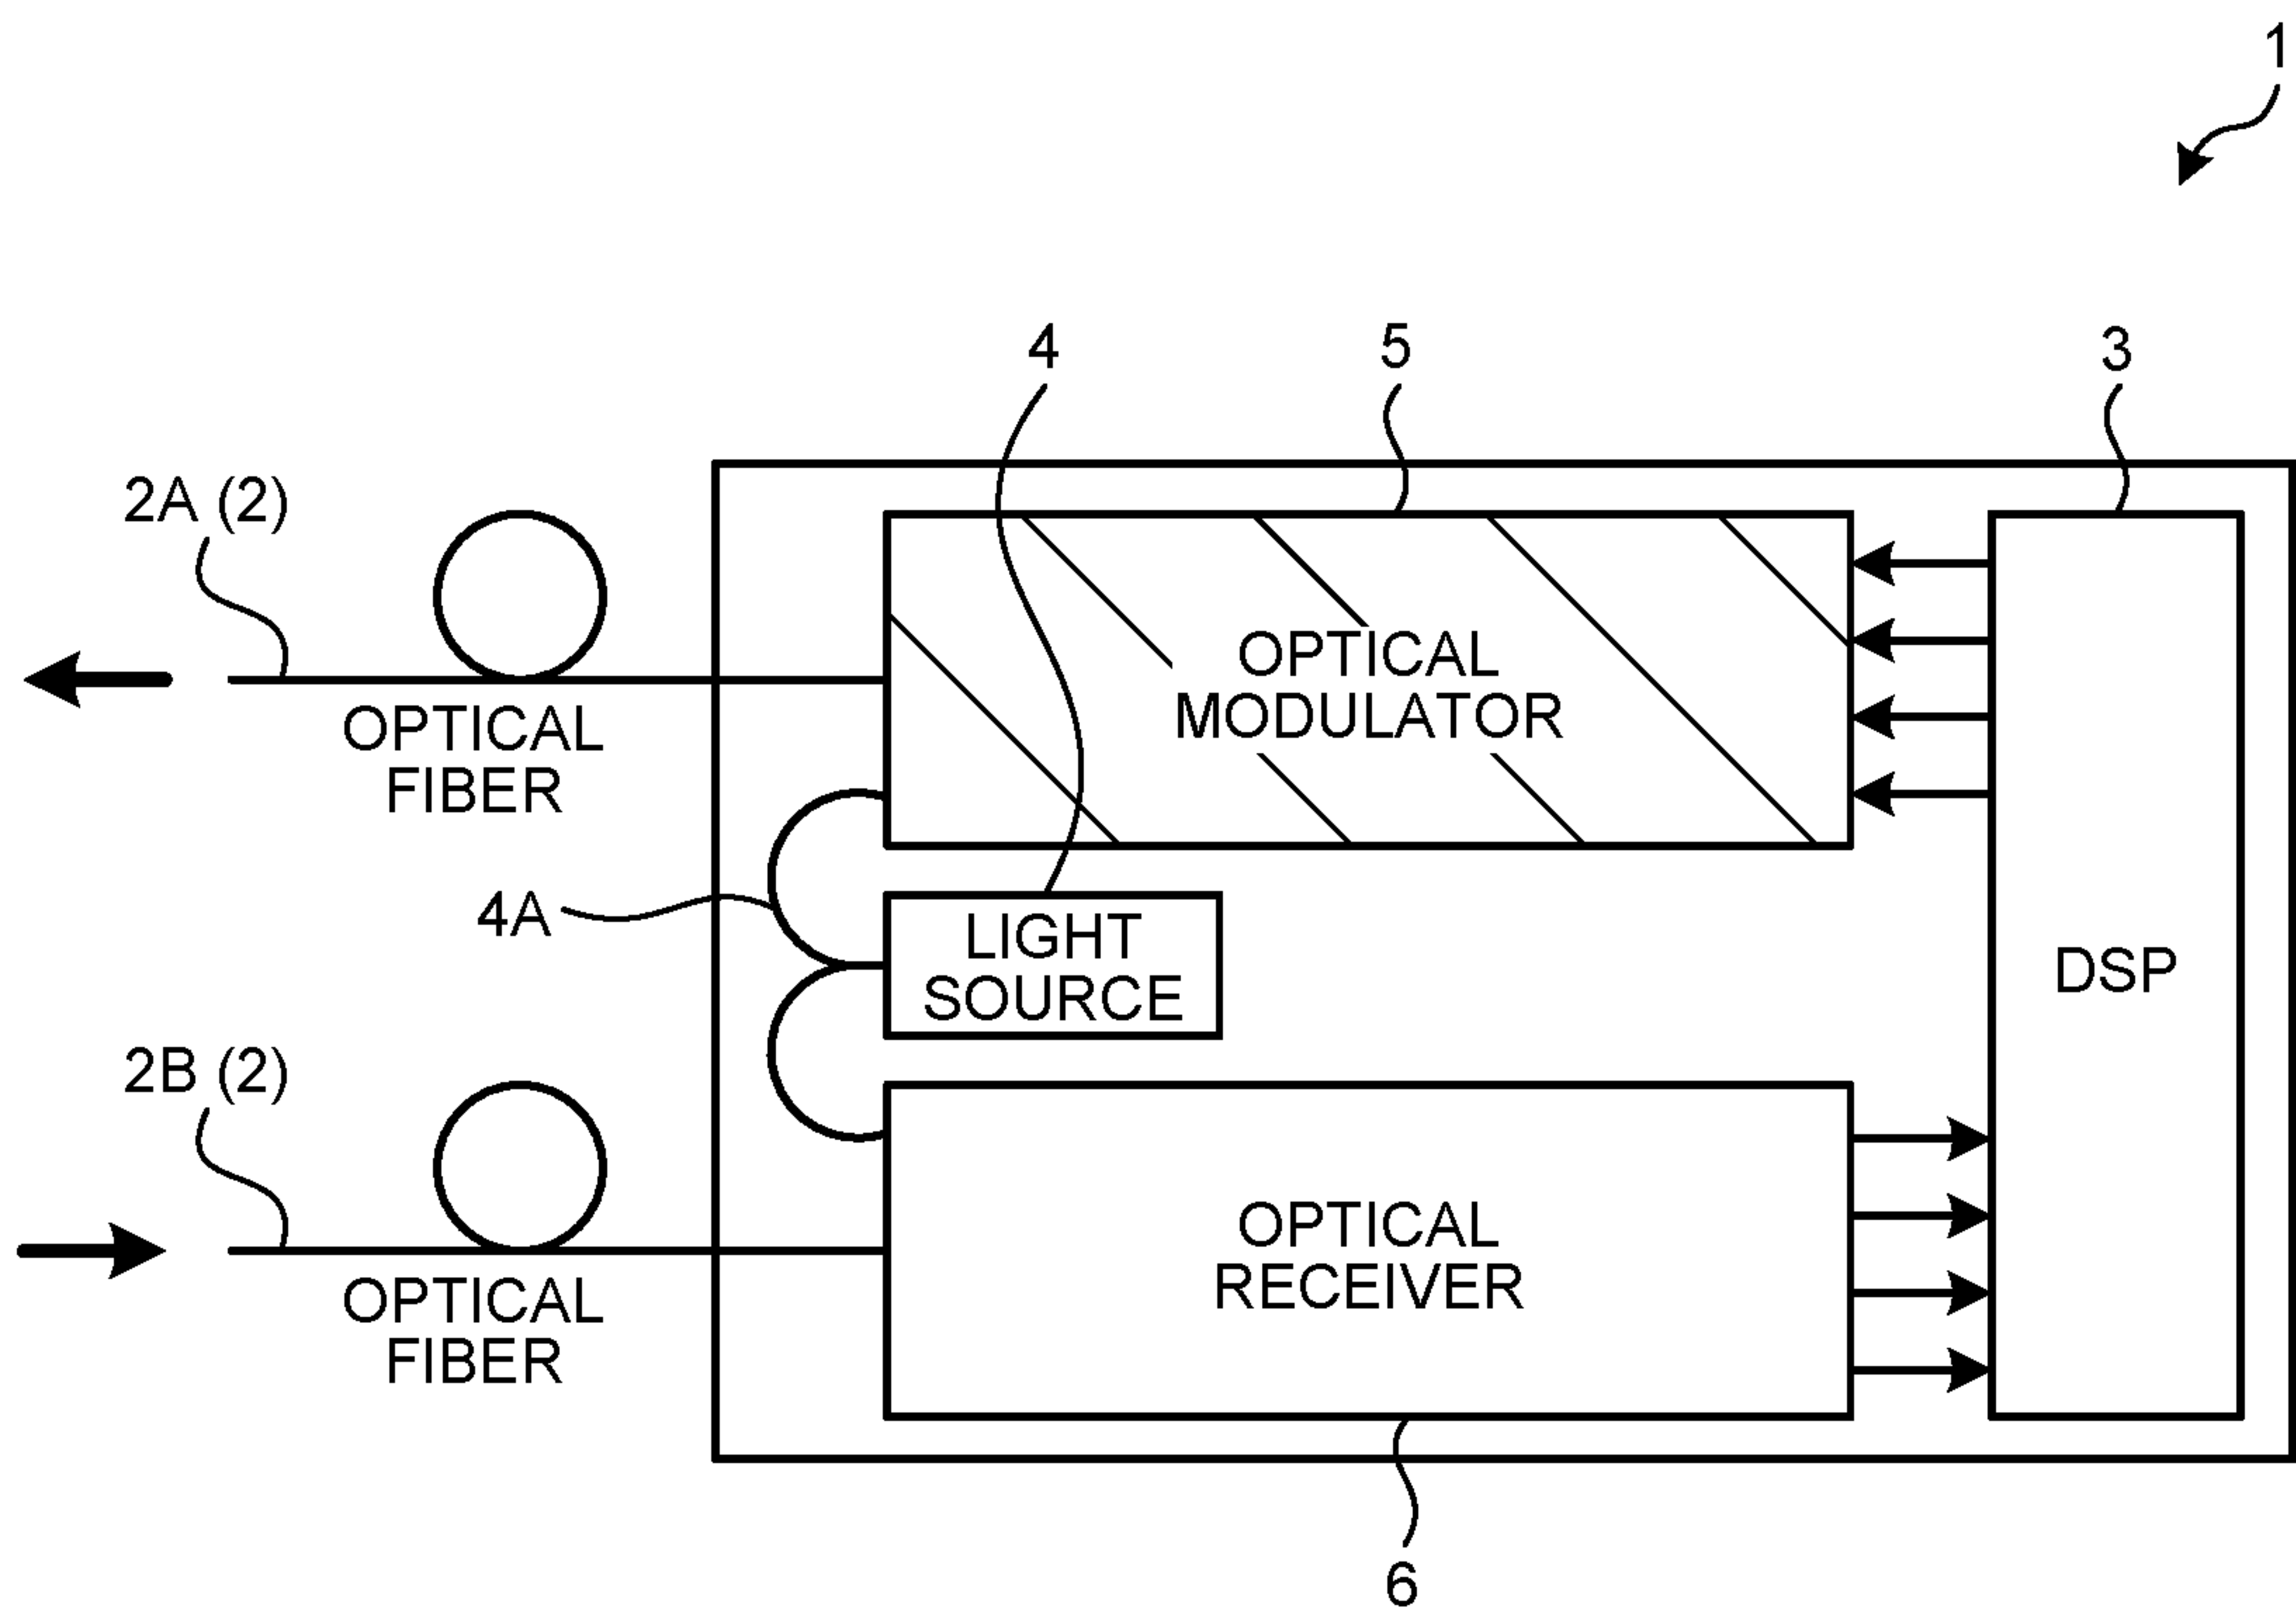 1
4
5
3
2A (2)
OPTICAL
FIBER
OPTICAL
MODULATOR
4A
LIGHT
SOURCE
DSP
2B (2)
OPTICAL
FIBER
OPTICAL
RECEIVER
6